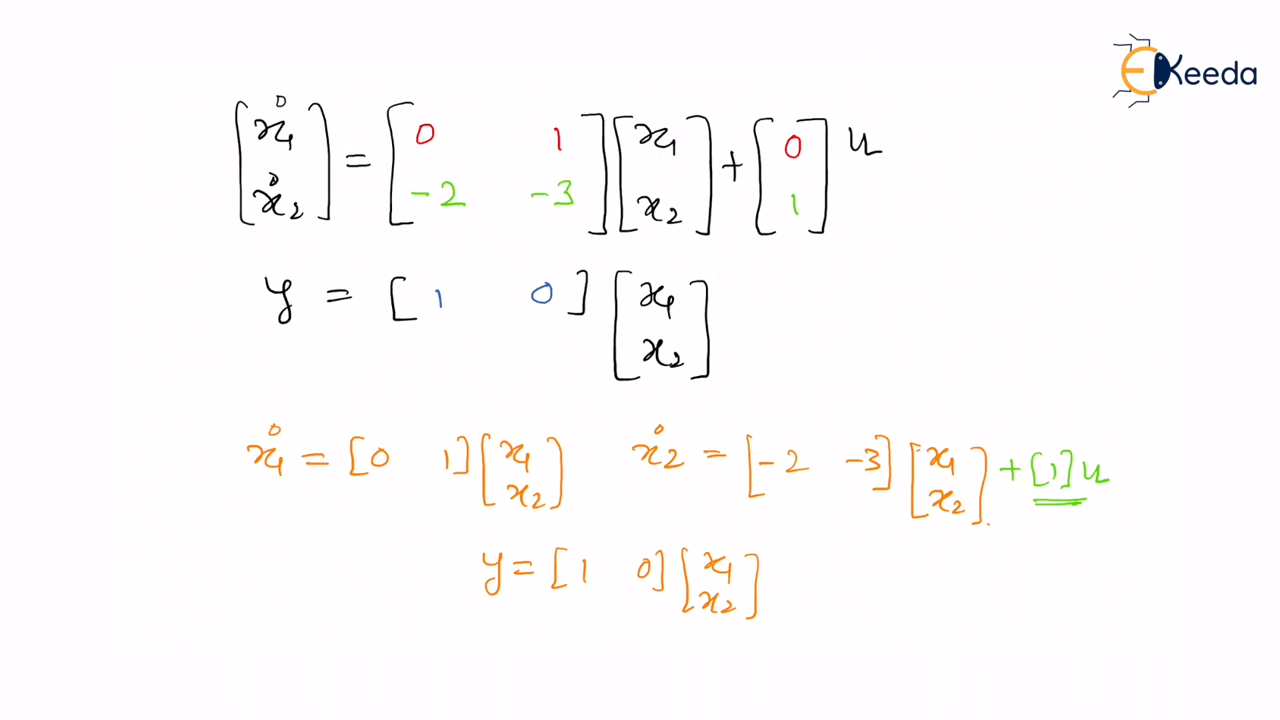 EKeeda
[ẋ1 ẋ2] = [0 1 -2 -3] [x1 x2] + [0 1] u
y = [1 0] [x1 x2]
ẋ1 = [0 1] [x1 x2] ẋ2 = [-2 -3] [x1 x2] + [1] u
y = [1 0] [x1 x2]